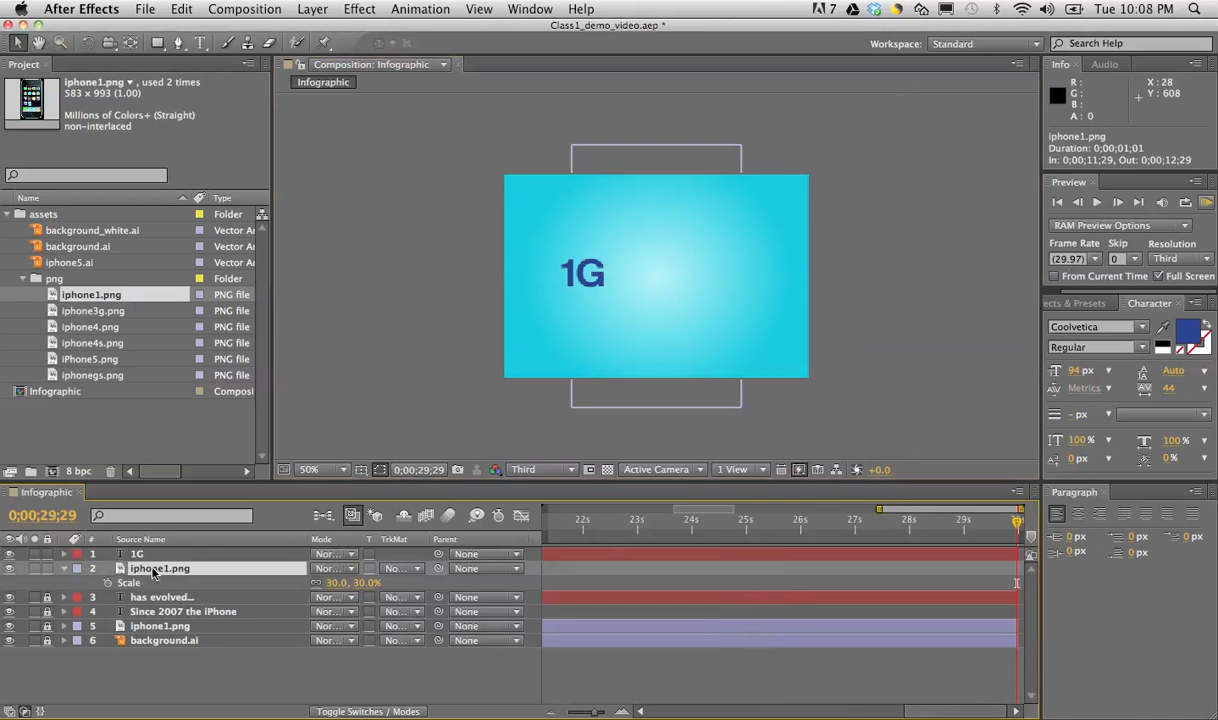 After Effects File Edit Composition Layer Effect Animation View Window Help 7 Tue 10:08 PM
Class1_demo_video.aep *
Workspace: Standard Search Help
Project Composition: Infographic Info Audio
iphone1.png , used 2 times
583 x 993 (1.00)
Millions of Colors+ (Straight)
non-interlaced
Infographic
R :
G :
B :
A : 0
X : 28
Y : 608
iphone1.png
Duration: 0;00;01;01
In: 0;00;11;29, Out: 0;00;12;29
Preview
RAM Preview Options
Frame Rate Skip Resolution
(29.97) 0 Third
From Current Time Full Screen
Name Type
assets Folder
background_white.ai Vector Ar
background.ai Vector Ar
iphone5.ai Vector Ar
png Folder
iphone1.png PNG file
iphone3g.png PNG file
iphone4.png PNG file
iphone4s.png PNG file
iPhone5.png PNG file
iphonegs.png PNG file
Infographic Composi
1G
ects & Presets Character
Coolvetica
Regular
94 px Auto
Metrics 44
- px
100% 100%
0 px 0%
8 bpc
50% 0;00;29;29 Third Active Camera 1 View +0.0
Infographic
0;00;29;29
22s 23s 24s 25s 26s 27s 28s 29s
# Source Name Mode T TrkMat Parent
1 T 1G Nor... None
2 iphone1.png Nor... No... None
Scale 30.0, 30.0%
3 T has evolved... Nor... No... None
4 T Since 2007 the iPhone Nor... No... None
5 iphone1.png Nor... No... None
6 background.ai Nor... No... None
Toggle Switches / Modes
Paragraph
0 px 0 px 0 px
0 px 0 px